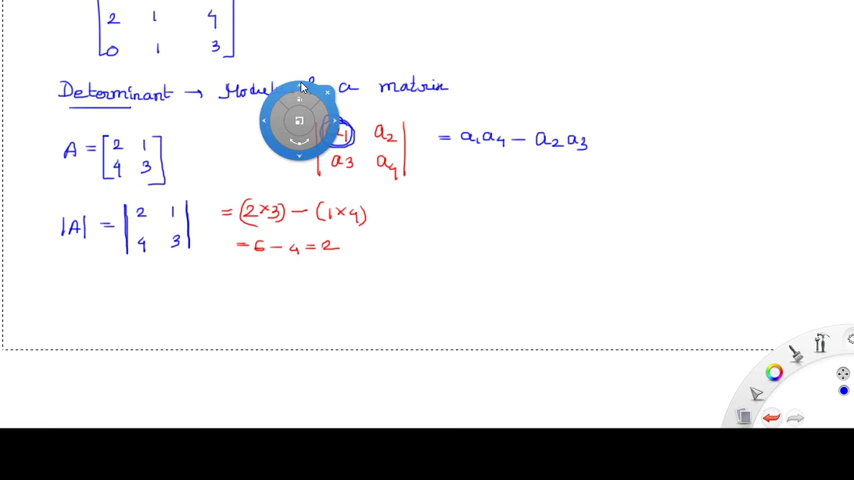 2 1 4
0 1 3
Determinant → a matrix
A = [2 1 a2 = a1a4 − a2a3
4 3] a3 a4
|A| = |2 1 = (2×3) − (1×4)
4 3| = 6 − 4 = 2